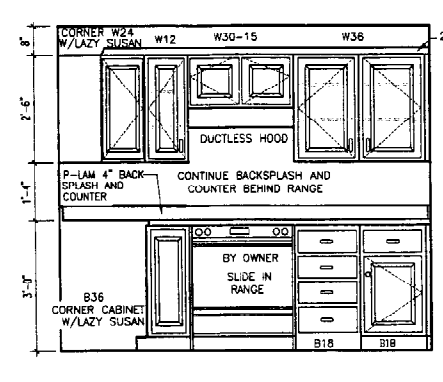 CORNER W24
W/LAZY SUSAN
W12
W30-15
W36
2
8"
2'-6"
1'-4"
3'-0"
DUCTLESS HOOD
P-LAM 4" BACK
SPLASH AND
COUNTER
CONTINUE BACKSPLASH AND
COUNTER BEHIND RANGE
BY OWNER
SLIDE IN
RANGE
B36
CORNER CABINET
W/LAZY SUSAN
B18
B18